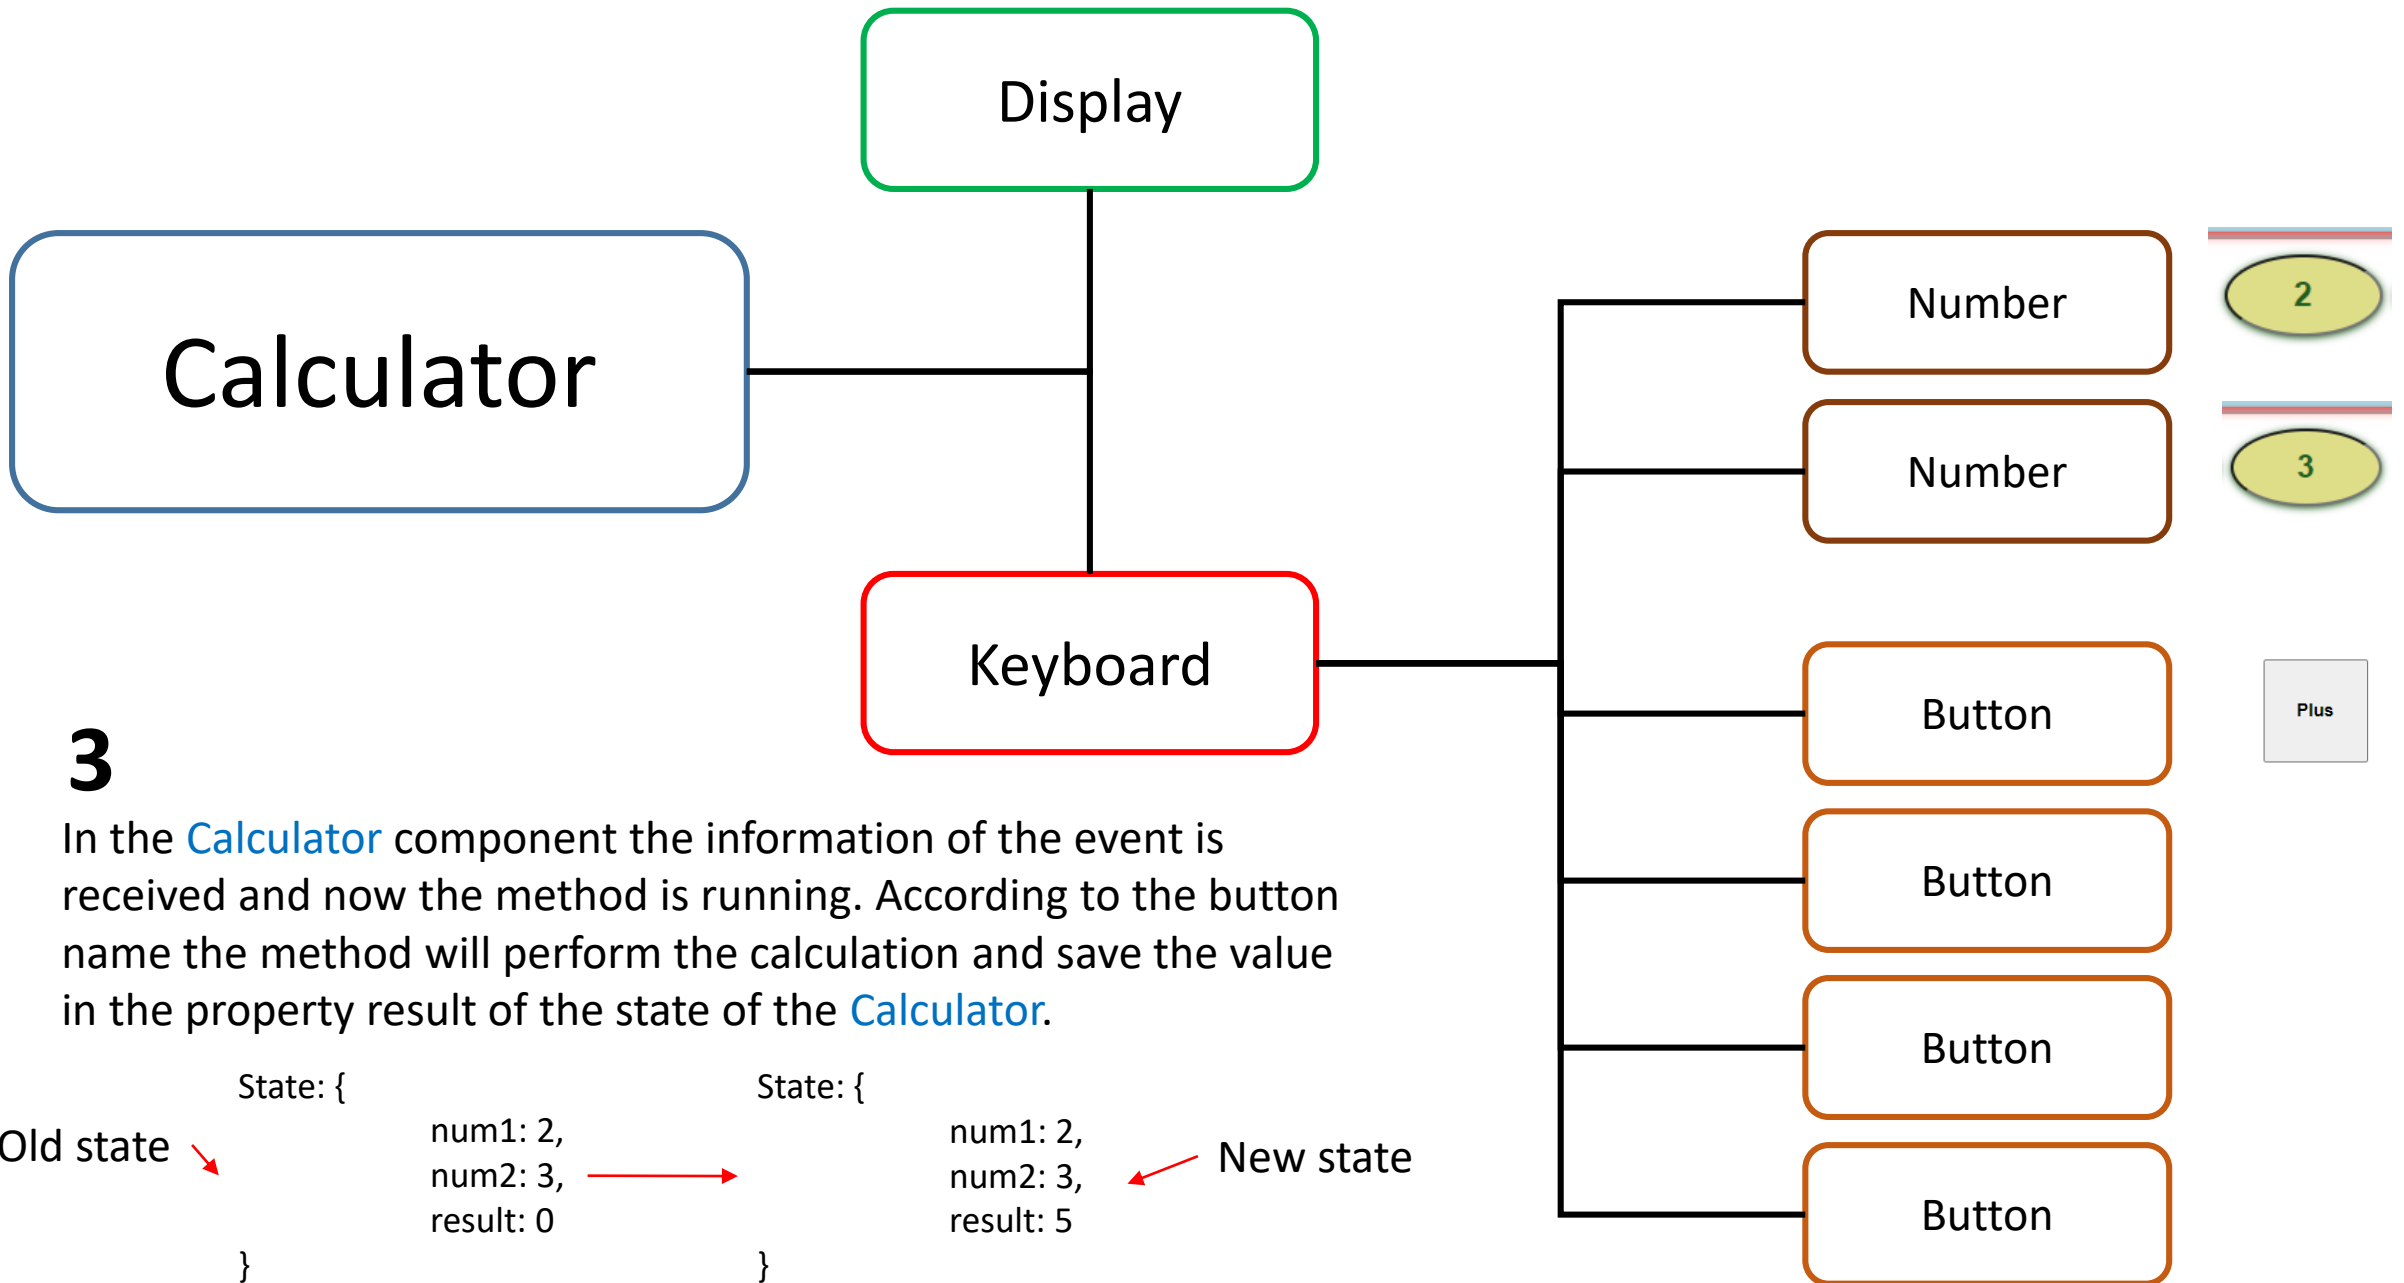 Display
Calculator
Number
2
Number
3
Keyboard
Button
Plus
3
In the Calculator component the information of the event is
received and now the method is running. According to the button
name the method will perform the calculation and save the value
in the property result of the state of the Calculator.
Button
Button
Button
Old state
State: {
num1: 2,
num2: 3,
result: 0
}
State: {
num1: 2,
num2: 3,
result: 5
}
New state